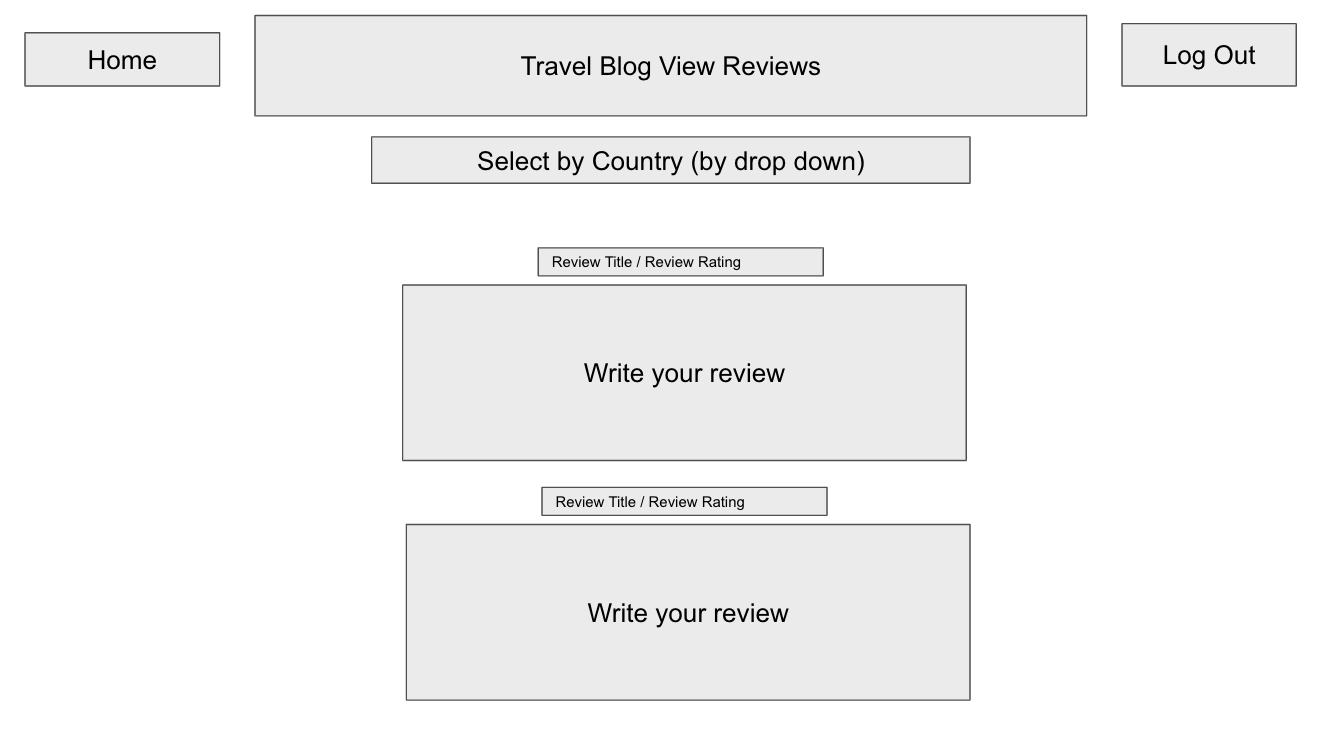 Home
Travel Blog View Reviews
Log Out
Select by Country (by drop down)
Review Title / Review Rating
Write your review
Review Title / Review Rating
Write your review